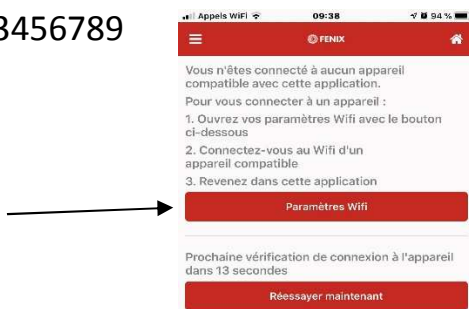 3456789
Appels WiFi 09:38 94 %
FENIX
Vous n'êtes connecté à aucun appareil
compatible avec cette application.
Pour vous connecter à un appareil :
1. Ouvrez vos paramètres Wifi avec le bouton
ci-dessous
2. Connectez-vous au Wifi d'un
appareil compatible
3. Revenez dans cette application
Paramètres Wifi
Prochaine vérification de connexion à l'appareil
dans 13 secondes
Réessayer maintenant